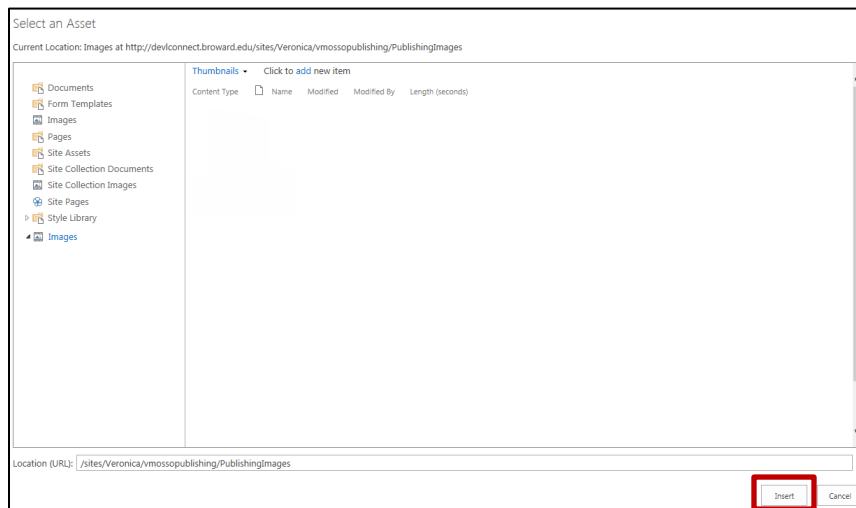 Select an Asset
Current Location: Images at http://devlconnect.broward.edu/sites/Veronica/vmossopublishing/PublishingImages
Documents
Form Templates
Images
Pages
Site Assets
Site Collection Documents
Site Collection Images
Site Pages
Style Library
Images
Thumbnails Click to add new item
Content Type Name Modified Modified By Length (seconds)
Location (URL): /sites/Veronica/vmossopublishing/PublishingImages
Insert Cancel